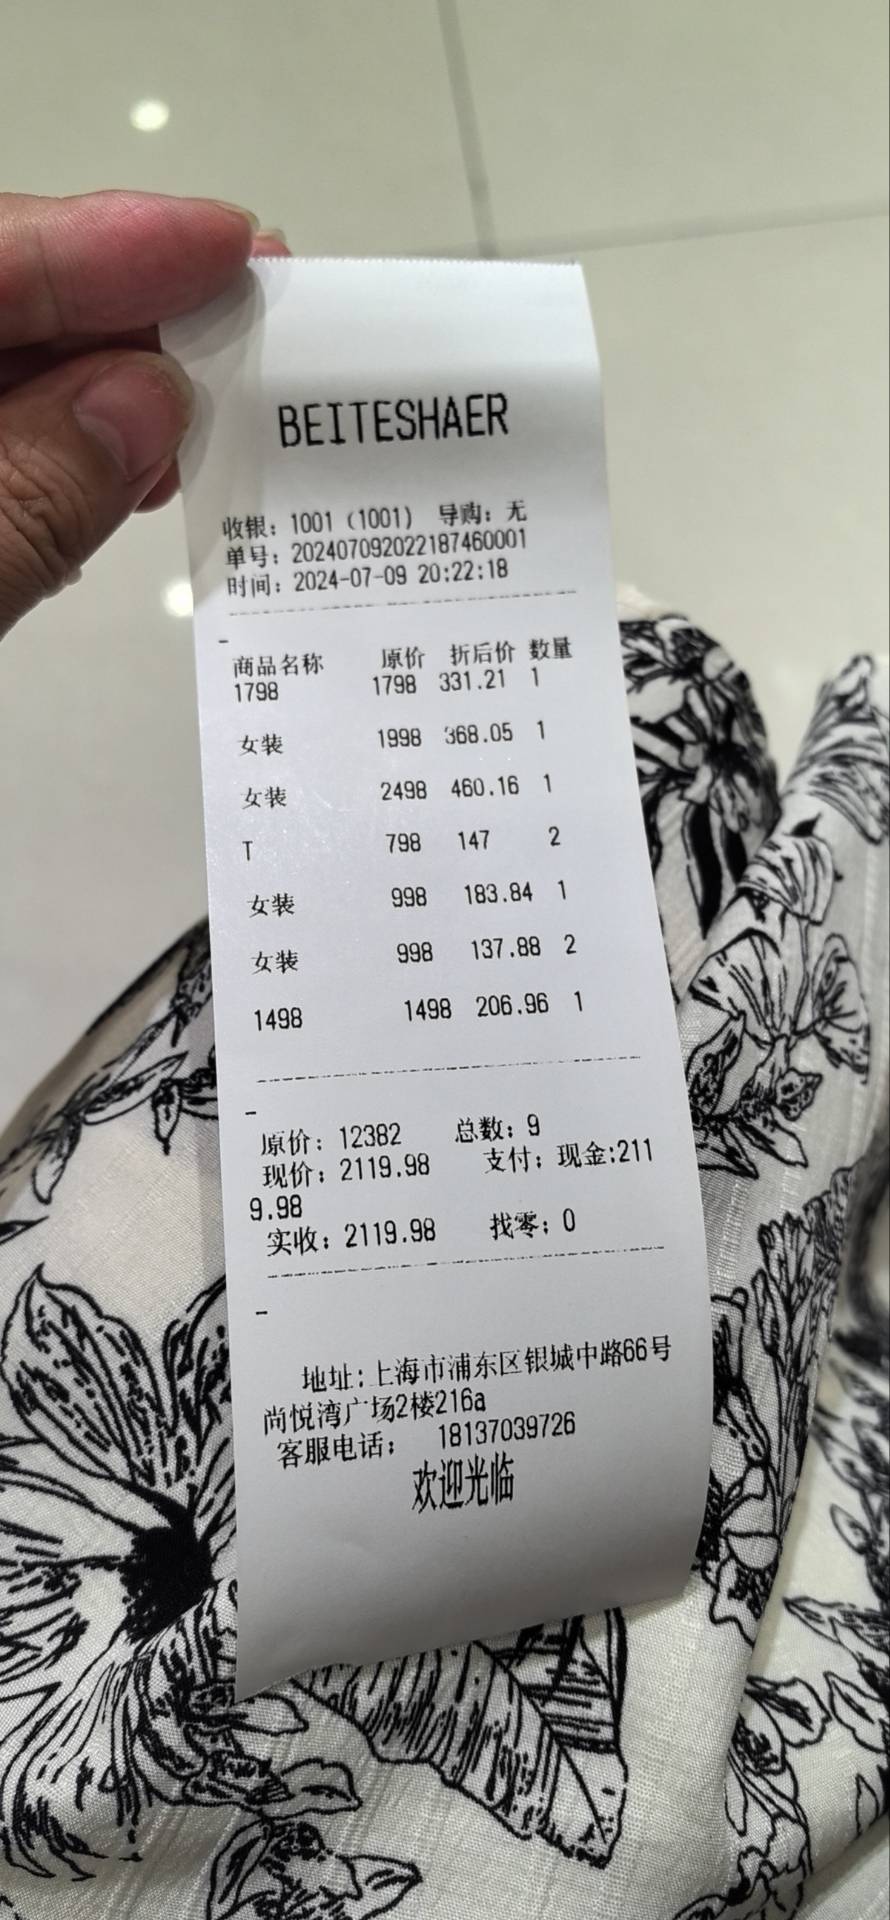 BEITESHAER
收银：1001（1001） 导购：无
单号：202407092022187460001
时间：2024-07-09 20:22:18
商品名称 原价 折后价 数量
1798 1798 331.21 1
女装 1998 368.05 1
女装 2498 460.16 1
T 798 147 2
女装 998 183.84 1
女装 998 137.88 2
1498 1498 206.96 1
原价：12382 总数：9
现价：2119.98 支付：现金:211
9.98
实收：2119.98 找零：0
地址:上海市浦东区银城中路66号
尚悦湾广场2楼216a
客服电话： 18137039726
欢迎光临